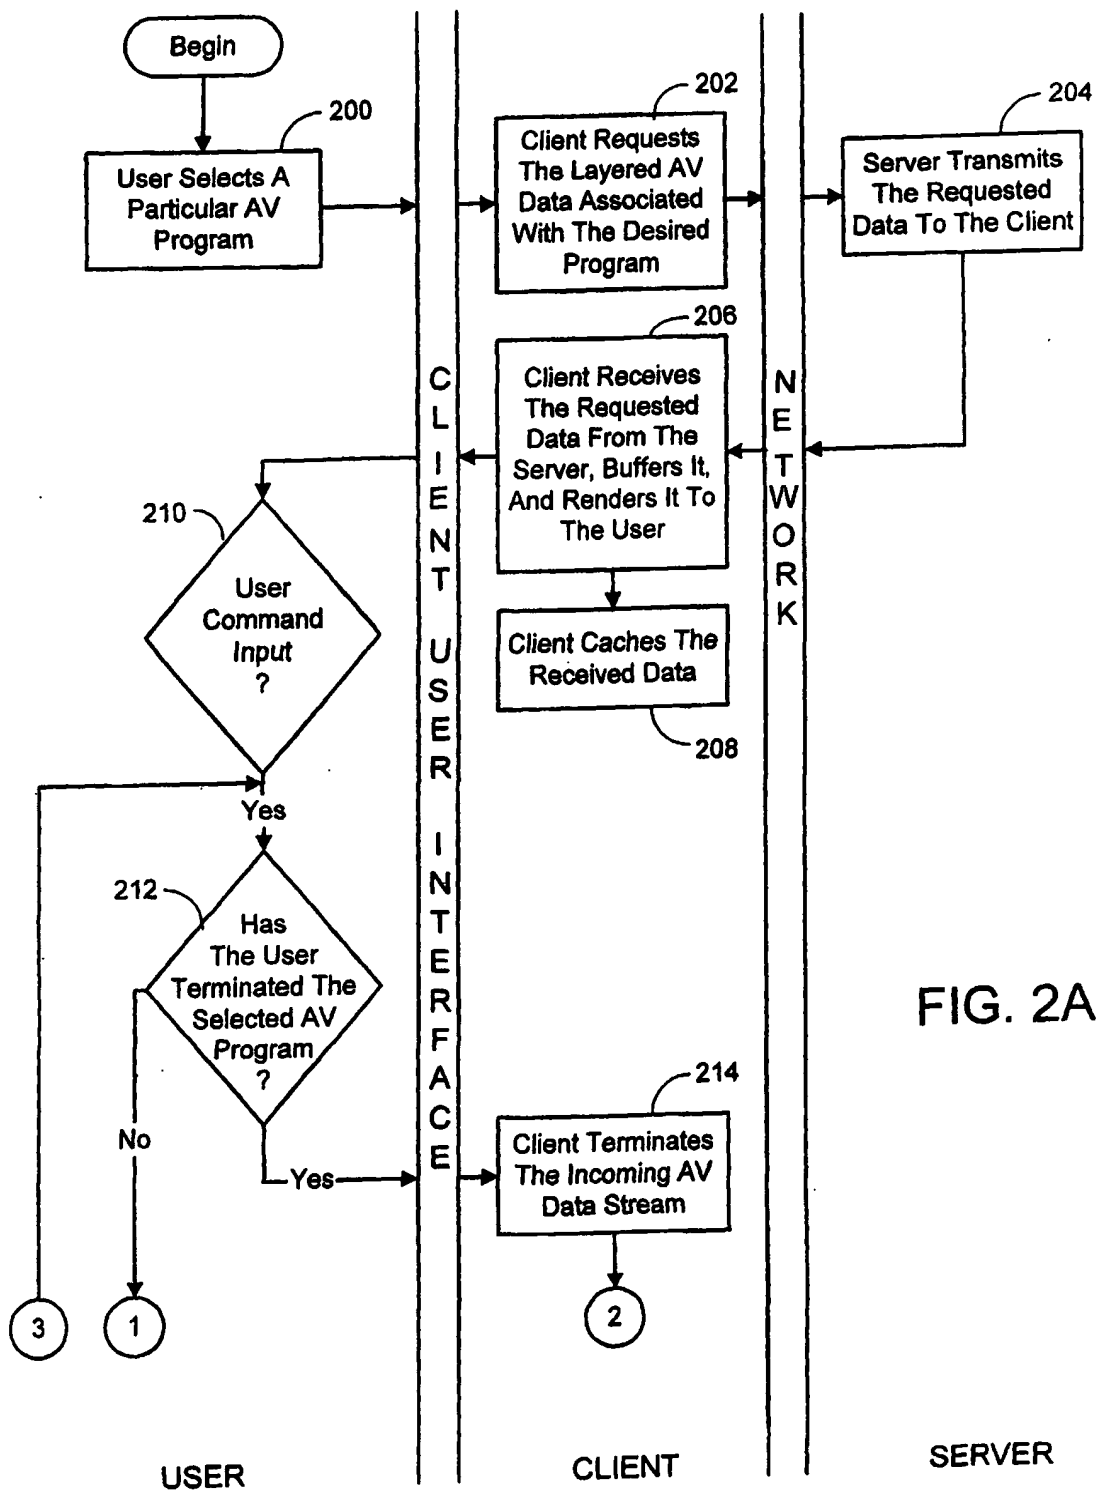 Begin
200
User Selects A
Particular AV
Program
202
Client Requests
The Layered AV
Data Associated
With The Desired
Program
204
Server Transmits
The Requested
Data To The Client
206
Client Receives
The Requested
Data From The
Server, Buffers It,
And Renders It To
The User
CLIENT USER INTERFACE
NETWORK
210
User
Command
Input
?
Client Caches The
Received Data
208
Yes
212
Has
The User
Terminated The
Selected AV
Program
?
FIG. 2A
214
Client Terminates
The Incoming AV
Data Stream
No
Yes
3
1
2
USER
CLIENT
SERVER